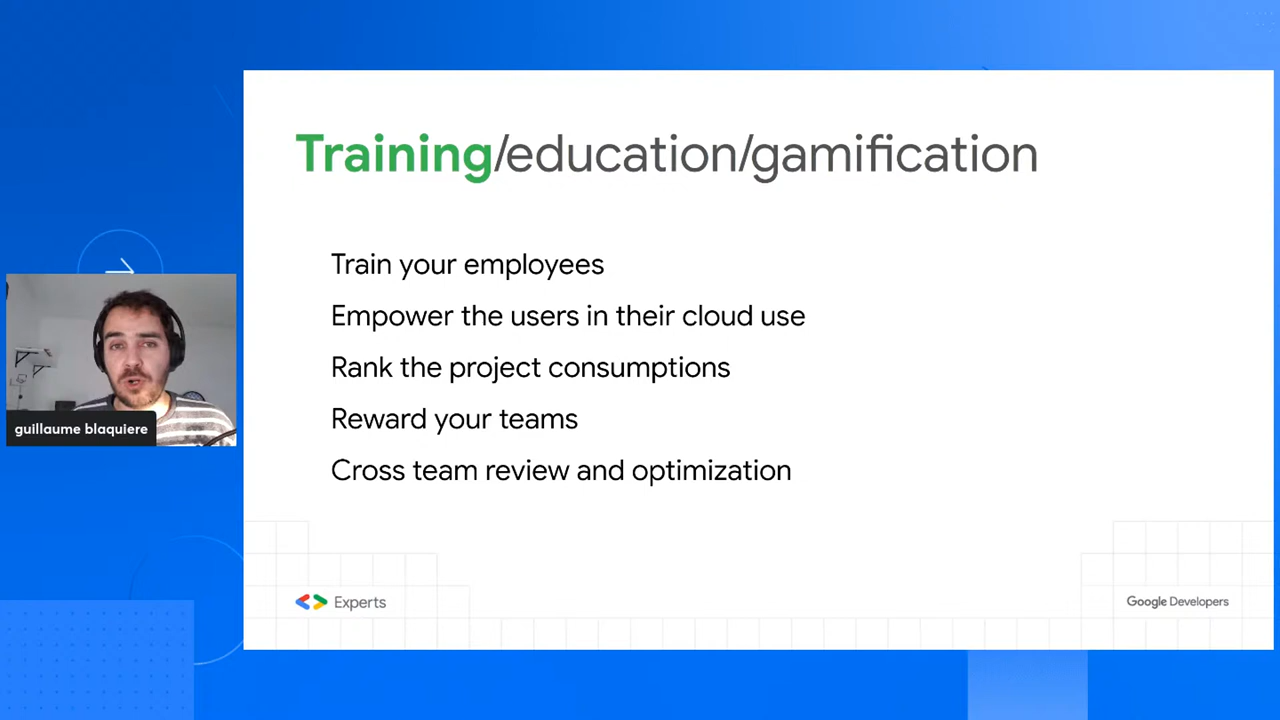 Training/education/gamification
Train your employees
Empower the users in their cloud use
Rank the project consumptions
Reward your teams
Cross team review and optimization
guillaume blaquiere
Experts
Google Developers